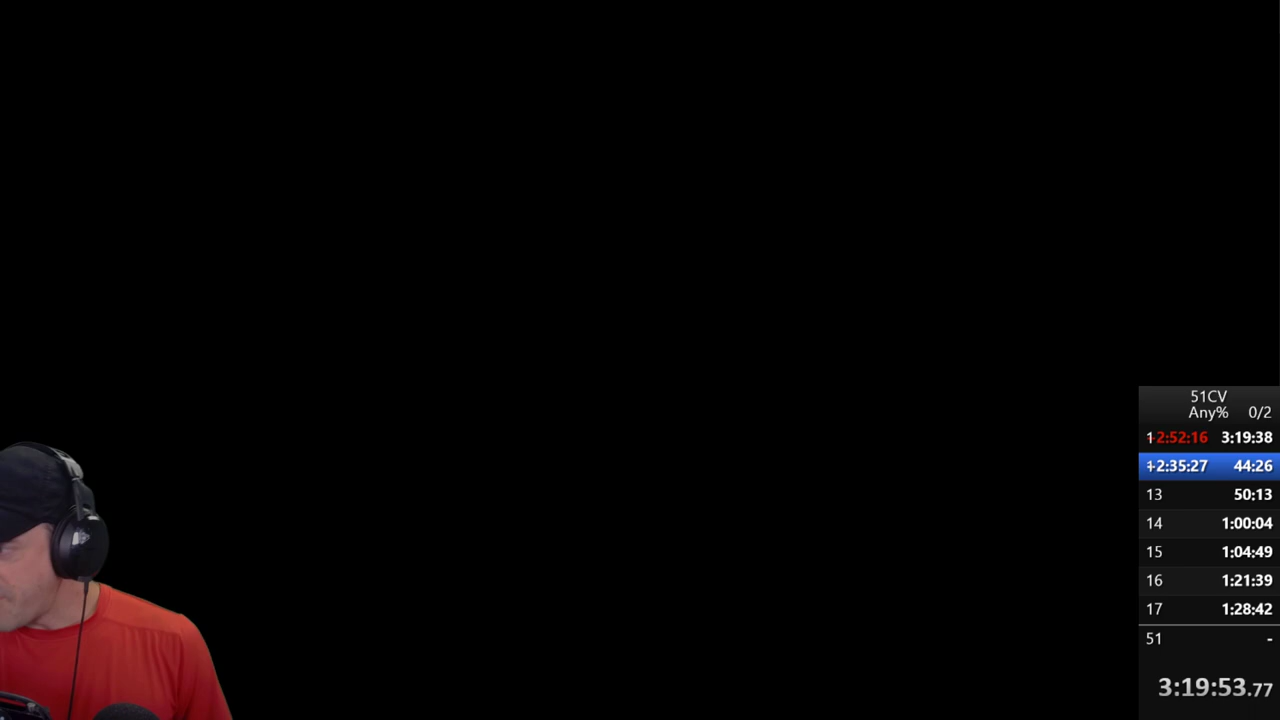 51CV
Any% 0/2
1 +2:52:16 3:19:38
+2:35:27 44:26
13 50:13
14 1:00:04
15 1:04:49
16 1:21:39
17 1:28:42
51 -
3:19:53.77